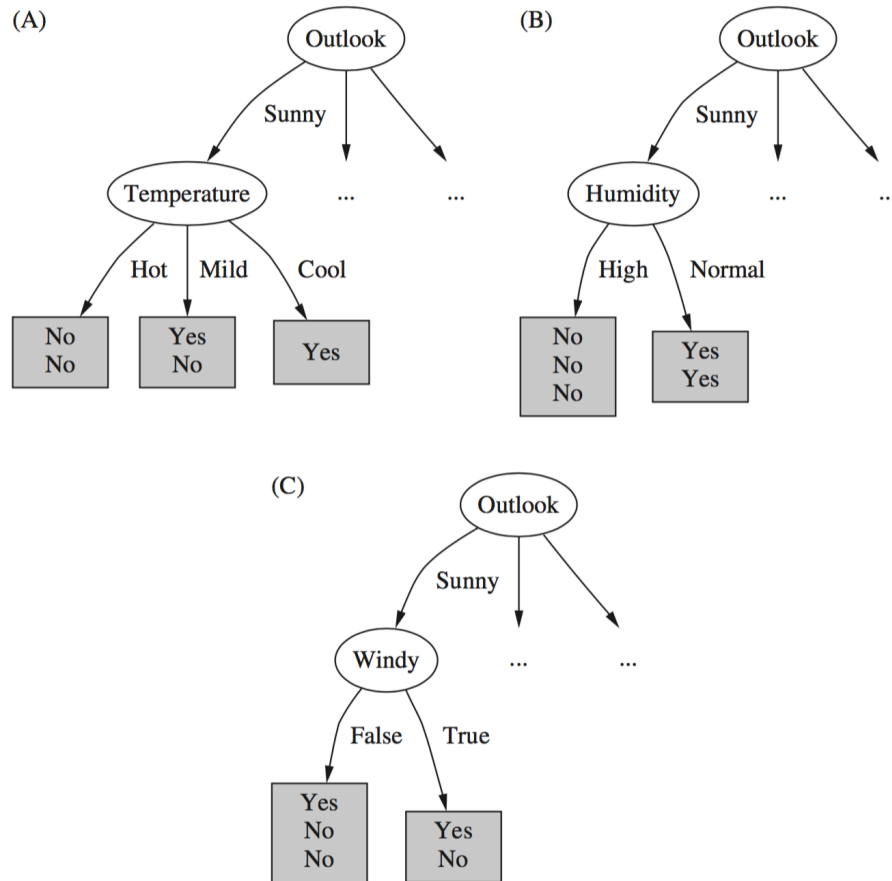 (A)
Outlook
Sunny
Temperature
...
...
Hot
Mild
Cool
No
No
Yes
No
Yes
(B)
Outlook
Sunny
Humidity
...
..
High
Normal
No
No
No
Yes
Yes
(C)
Outlook
Sunny
Windy
...
...
False
True
Yes
No
No
Yes
No